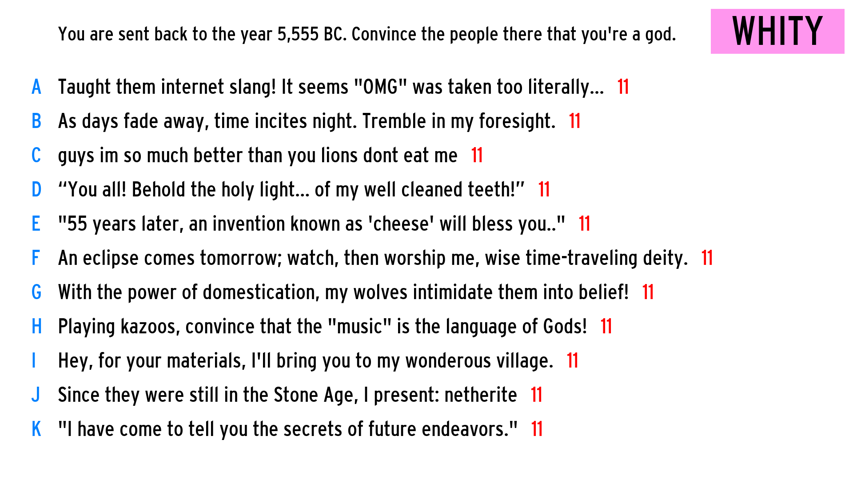 You are sent back to the year 5,555 BC. Convince the people there that you're a god.
WHITY
A Taught them internet slang! It seems "OMG" was taken too literally... 11
B As days fade away, time incites night. Tremble in my foresight. 11
C guys im so much better than you lions dont eat me 11
D “You all! Behold the holy light... of my well cleaned teeth!” 11
E "55 years later, an invention known as 'cheese' will bless you.." 11
F An eclipse comes tomorrow; watch, then worship me, wise time-traveling deity. 11
G With the power of domestication, my wolves intimidate them into belief! 11
H Playing kazoos, convince that the "music" is the language of Gods! 11
I Hey, for your materials, I'll bring you to my wonderous village. 11
J Since they were still in the Stone Age, I present: netherite 11
K "I have come to tell you the secrets of future endeavors." 11